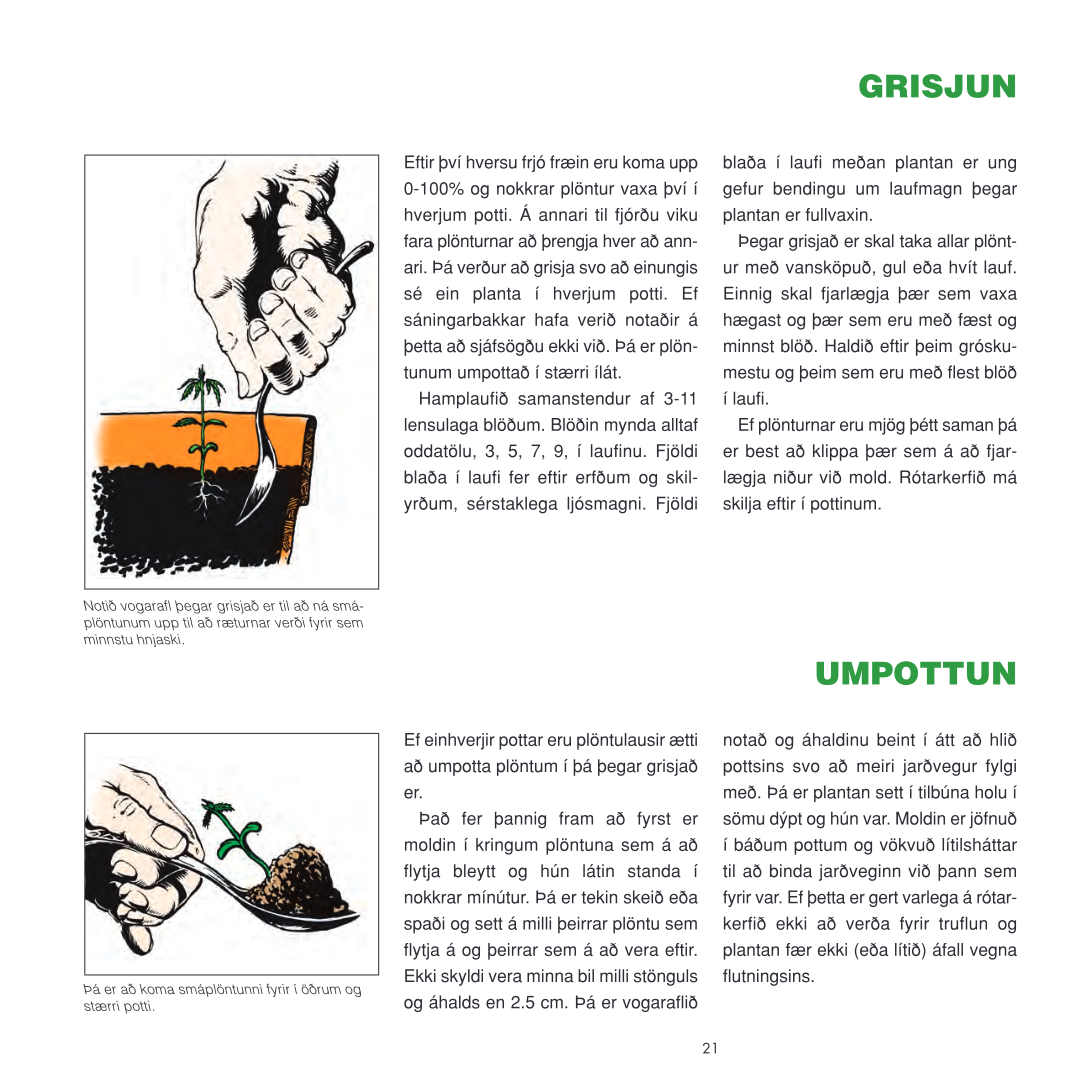 GRISJUN
Eftir því hversu frjó fræin eru koma upp
0-100% og nokkrar plöntur vaxa því í
hverjum potti. Á annari til fjórðu viku
fara plönturnar að þrengja hver að ann-
ari. Þá verður að grisja svo að einungis
sé ein planta í hverjum potti. Ef
sáningarbakkar hafa verið notaðir á
þetta að sjáfsögðu ekki við. Þá er plön-
tunum umpottað í stærri ílát.
Hamplaufið samanstendur af 3-11
lensulaga blöðum. Blöðin mynda alltaf
oddatölu, 3, 5, 7, 9, í laufinu. Fjöldi
blaða í laufi fer eftir erfðum og skil-
yrðum, sérstaklega ljósmagni. Fjöldi
blaða í laufi meðan plantan er ung
gefur bendingu um laufmagn þegar
plantan er fullvaxin.
Þegar grisjað er skal taka allar plönt-
ur með vansköpuð, gul eða hvít lauf.
Einnig skal fjarlægja þær sem vaxa
hægast og þær sem eru með fæst og
minnst blöð. Haldið eftir þeim grósku-
mestu og þeim sem eru með flest blöð
í laufi.
Ef plönturnar eru mjög þétt saman þá
er best að klippa þær sem á að fjar-
lægja niður við mold. Rótarkerfið má
skilja eftir í pottinum.
Notið vogarafl þegar grisjað er til að ná smá-
plöntunum upp til að ræturnar verði fyrir sem
minnstu hnjaski.
UMPOTTUN
Ef einhverjir pottar eru plöntulausir ætti
að umpotta plöntum í þá þegar grisjað
er.
Það fer þannig fram að fyrst er
moldin í kringum plöntuna sem á að
flytja bleytt og hún látin standa í
nokkrar mínútur. Þá er tekin skeið eða
spaði og sett á milli þeirrar plöntu sem
flytja á og þeirrar sem á að vera eftir.
Ekki skyldi vera minna bil milli stönguls
og áhalds en 2.5 cm. Þá er vogaraflið
notað og áhaldinu beint í átt að hlið
pottsins svo að meiri jarðvegur fylgi
með. Þá er plantan sett í tilbúna holu í
sömu dýpt og hún var. Moldin er jöfnuð
í báðum pottum og vökvuð lítilsháttar
til að binda jarðveginn við þann sem
fyrir var. Ef þetta er gert varlega á rótar-
kerfið ekki að verða fyrir truflun og
plantan fær ekki (eða lítið) áfall vegna
flutningsins.
Þá er að koma smáplöntunni fyrir í öðrum og
stærri potti.
21